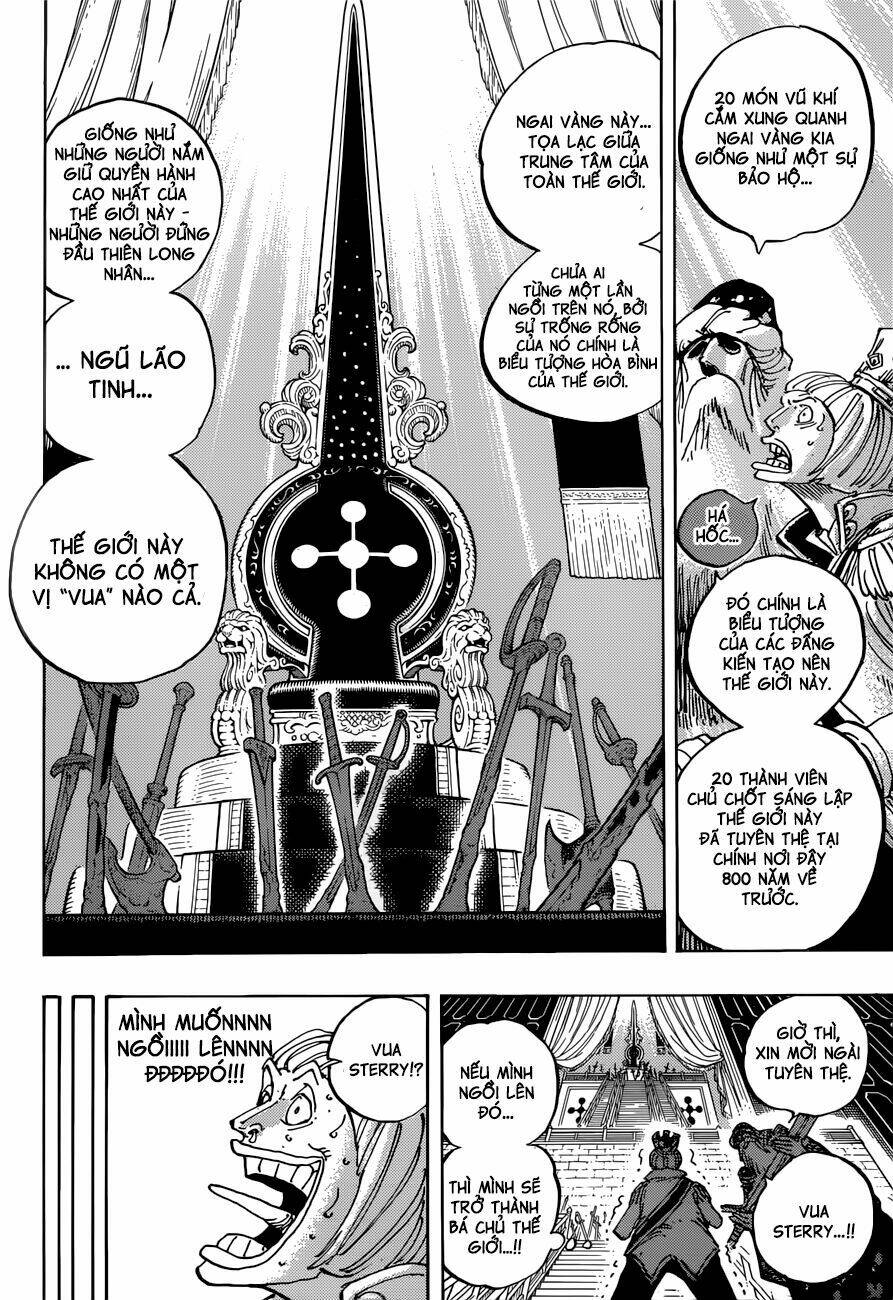 20 MÓN VŨ KHÍ
CẮM XUNG QUANH
NGAI VÀNG KIA
GIỐNG NHƯ MỘT SỰ
BẢO HỘ...
HÁ
HỐC...
ĐÓ CHÍNH LÀ
BIỂU TƯỢNG
CỦA CÁC ĐẤNG
KIẾN TẠO NÊN
THẾ GIỚI NÀY.
20 THÀNH VIÊN
CHỦ CHỐT SÁNG LẬP
THẾ GIỚI NÀY
ĐÃ TUYÊN THỆ TẠI
CHÍNH NƠI ĐÂY
800 NĂM VỀ
TRƯỚC.
NGAI VÀNG NÀY...
TỌA LẠC GIỮA
TRUNG TÂM CỦA
TOÀN THẾ GIỚI.
CHƯA AI
TỪNG MỘT LẦN
NGỒI TRÊN NÓ, BỞI
SỰ TRỐNG RỖNG
CỦA NÓ CHÍNH LÀ
BIỂU TƯỢNG HÒA BÌNH
CỦA THẾ GIỚI.
GIỐNG NHƯ
NHỮNG NGƯỜI NẮM
GIỮ QUYỀN HÀNH
CAO NHẤT CỦA
THẾ GIỚI NÀY -
NHỮNG NGƯỜI ĐỨNG
ĐẦU THIÊN LONG
NHÂN...
... NGŨ LÃO
TINH...
THẾ GIỚI NÀY
KHÔNG CÓ MỘT
VỊ “VUA” NÀO CẢ.
GIỜ THÌ,
XIN MỜI NGÀI
TUYÊN THỆ.
VUA
STERRY...!!
NẾU MÌNH
NGỒI LÊN
ĐÓ...
THÌ MÌNH SẼ
TRỞ THÀNH
BÁ CHỦ THẾ
GIỚI...!!
VUA
STERRY!?
MÌNH MUỐNNNN
NGỒIIIII LÊNNNN
ĐĐĐĐĐÓ!!!